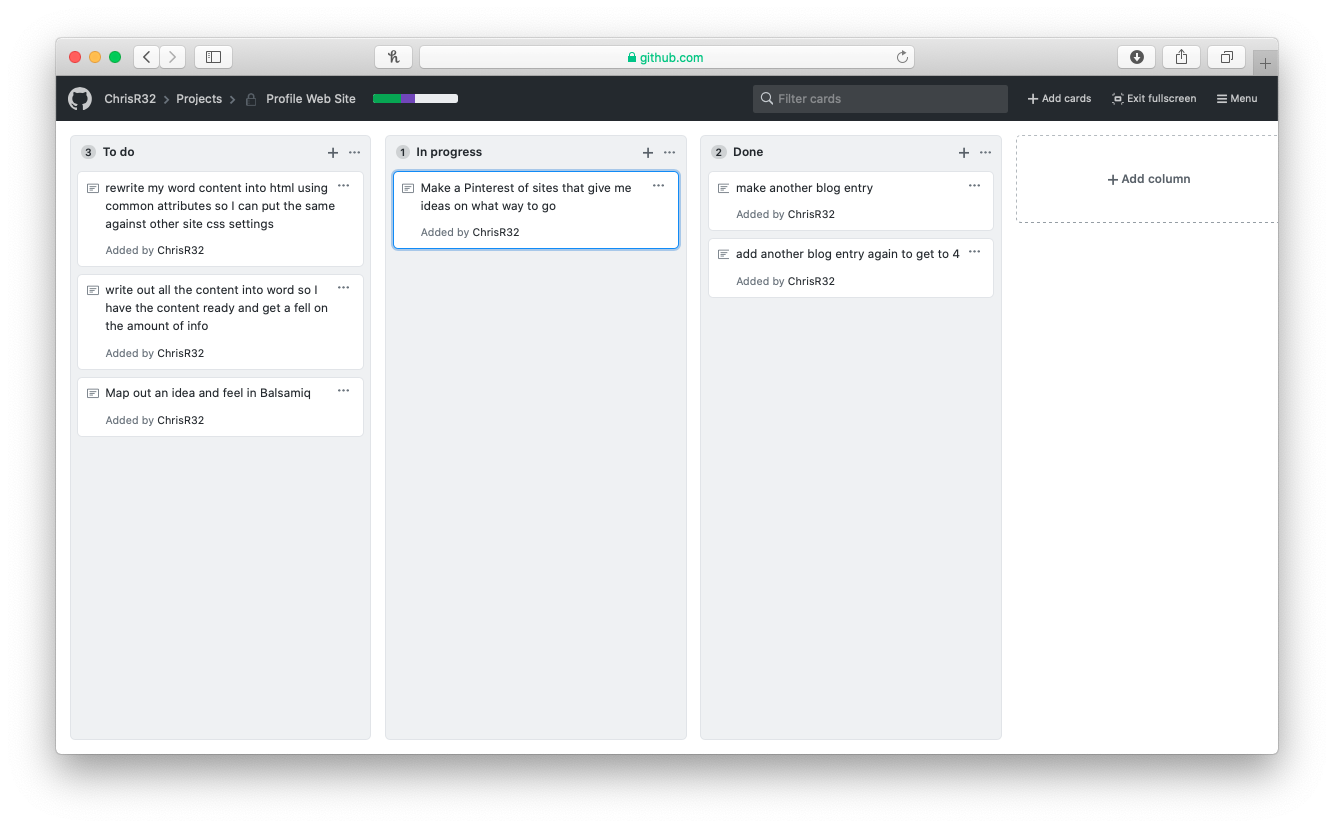 github.com
ChrisR32 Projects Profile Web Site Filter cards Add cards Exit fullscreen Menu
3 To do
rewrite my word content into html using
common attributes so I can put the same
against other site css settings
Added by ChrisR32
write out all the content into word so I
have the content ready and get a fell on
the amount of info
Added by ChrisR32
Map out an idea and feel in Balsamiq
Added by ChrisR32
1 In progress
Make a Pinterest of sites that give me
ideas on what way to go
Added by ChrisR32
2 Done
make another blog entry
Added by ChrisR32
add another blog entry again to get to 4
Added by ChrisR32
Add column